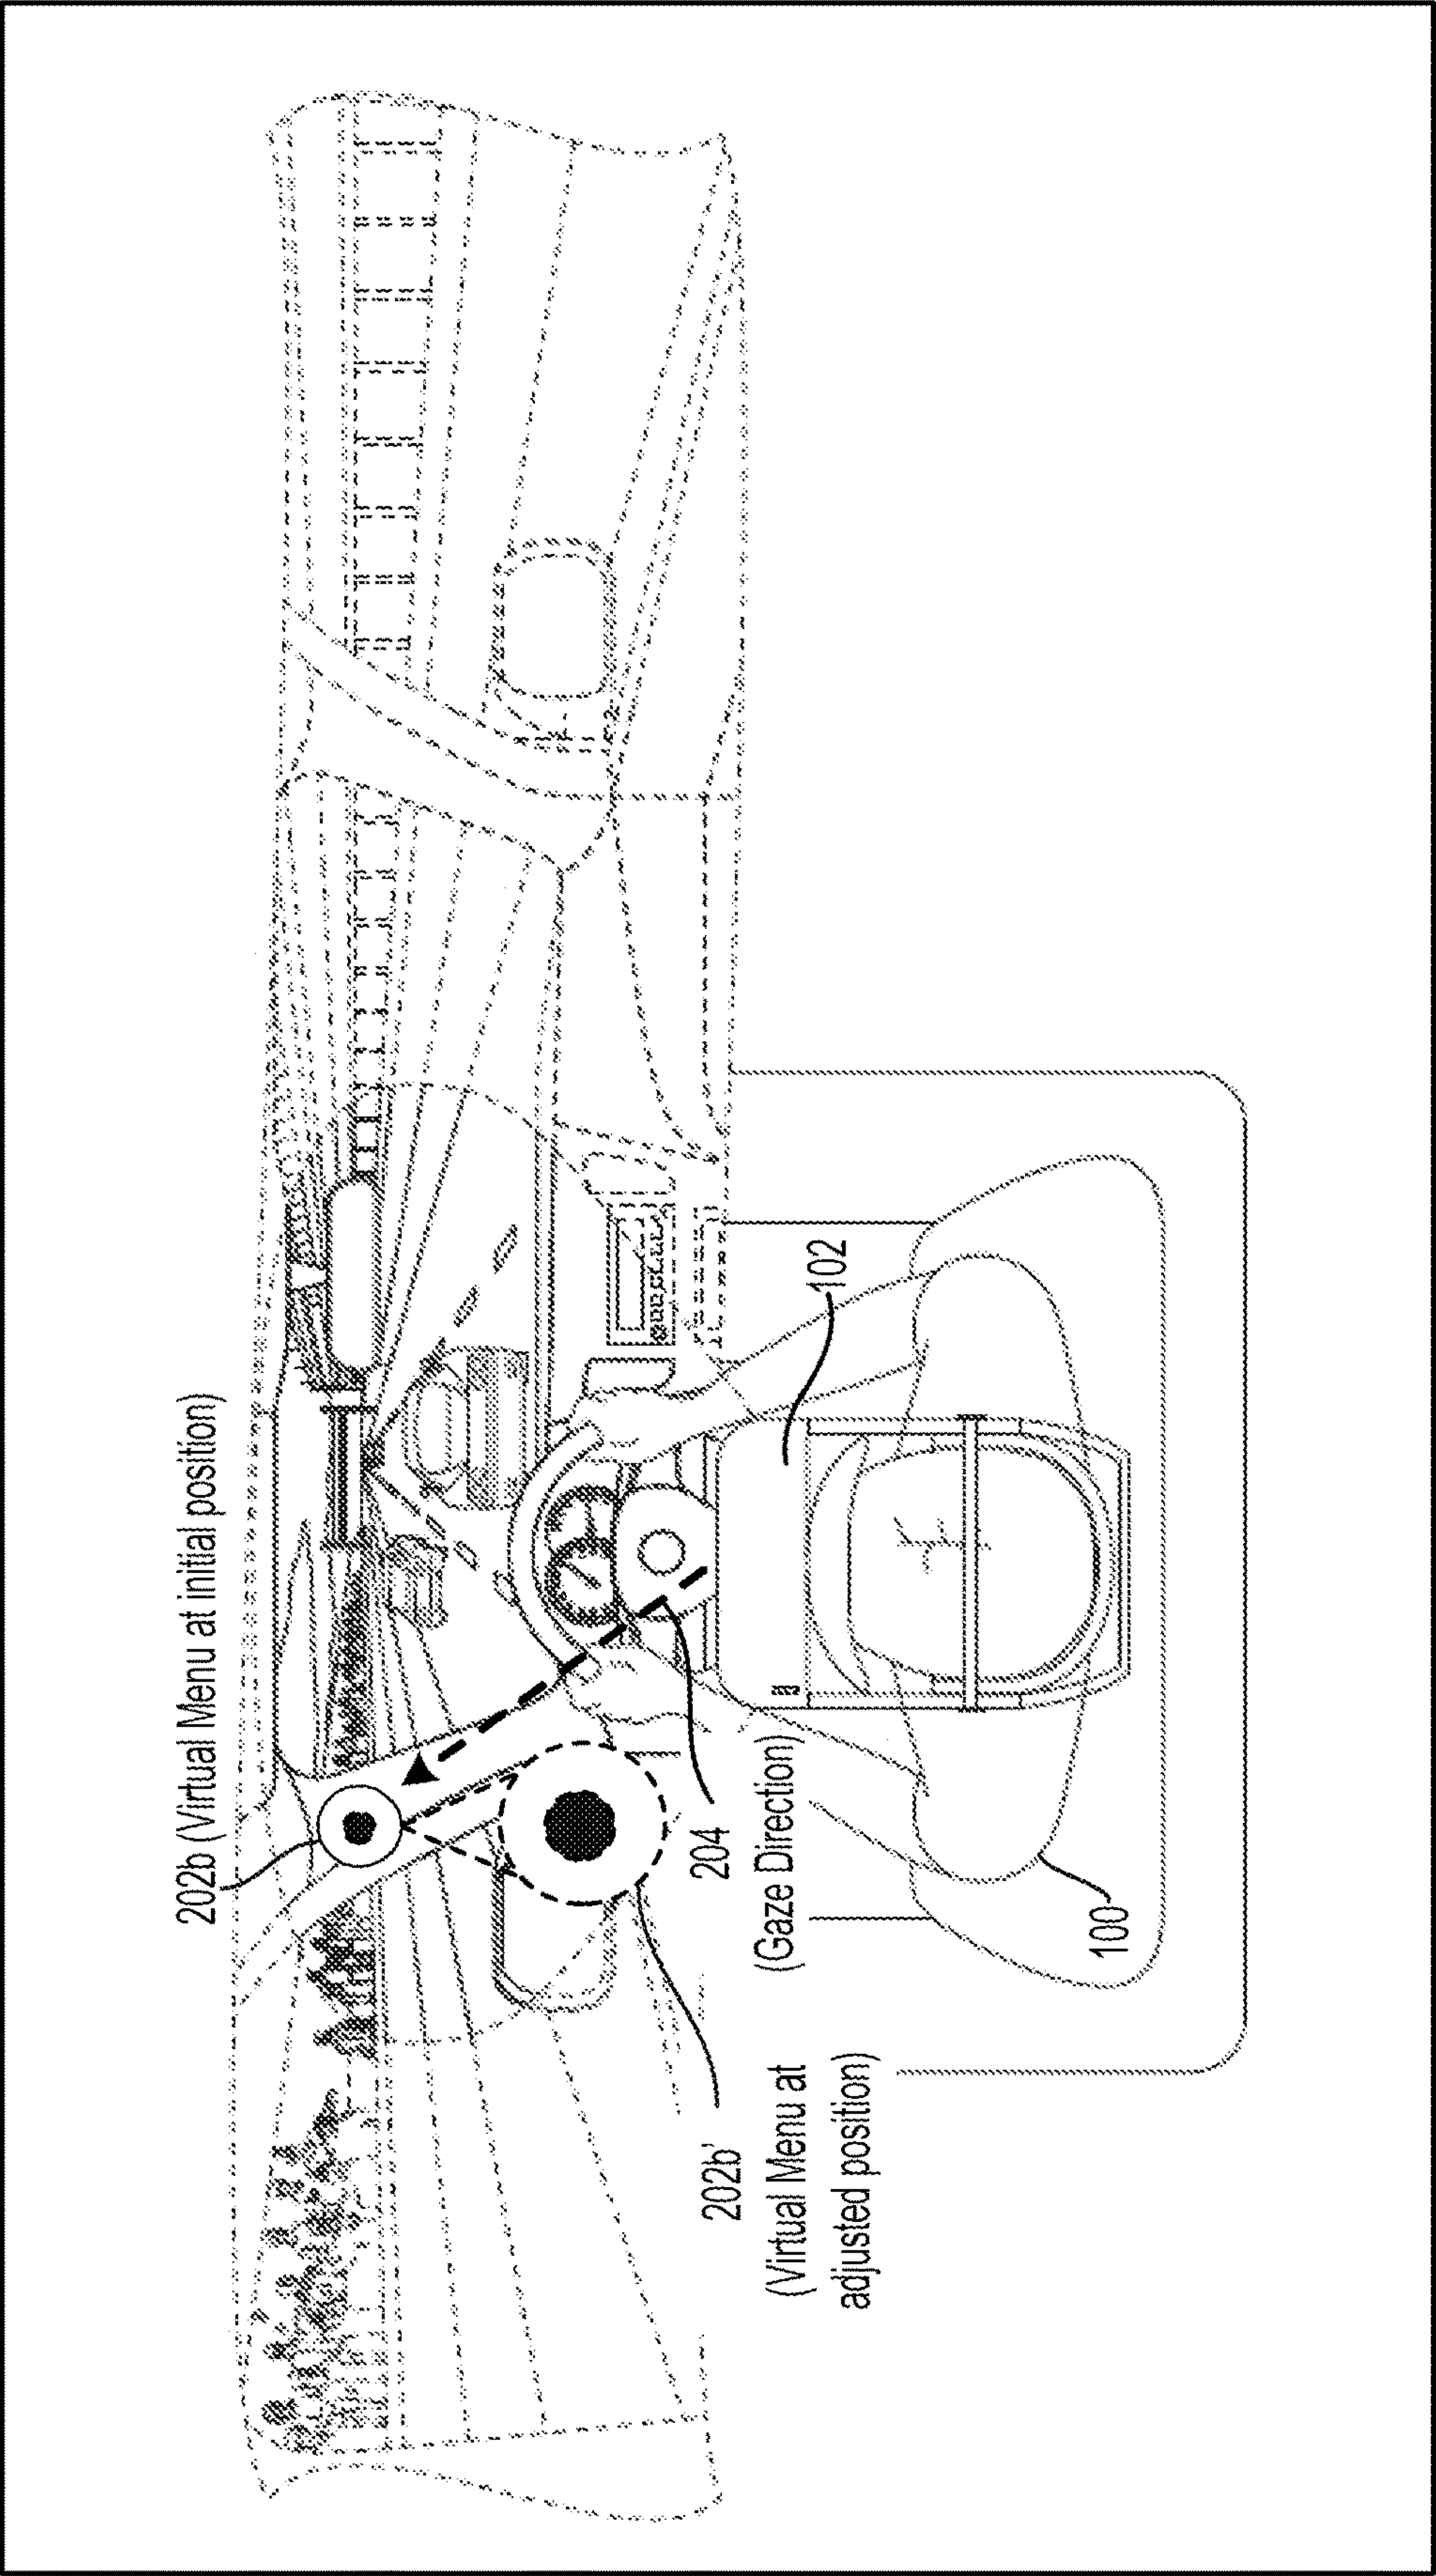 202b (Virtual Menu at initial position)
102
204
(Gaze Direction)
100
202b'
(Virtual Menu at
adjusted position)